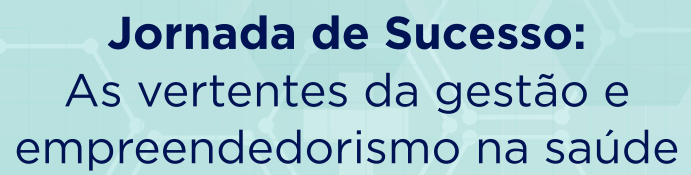 Jornada de Sucesso:
As vertentes da gestão e
empreendedorismo na saúde